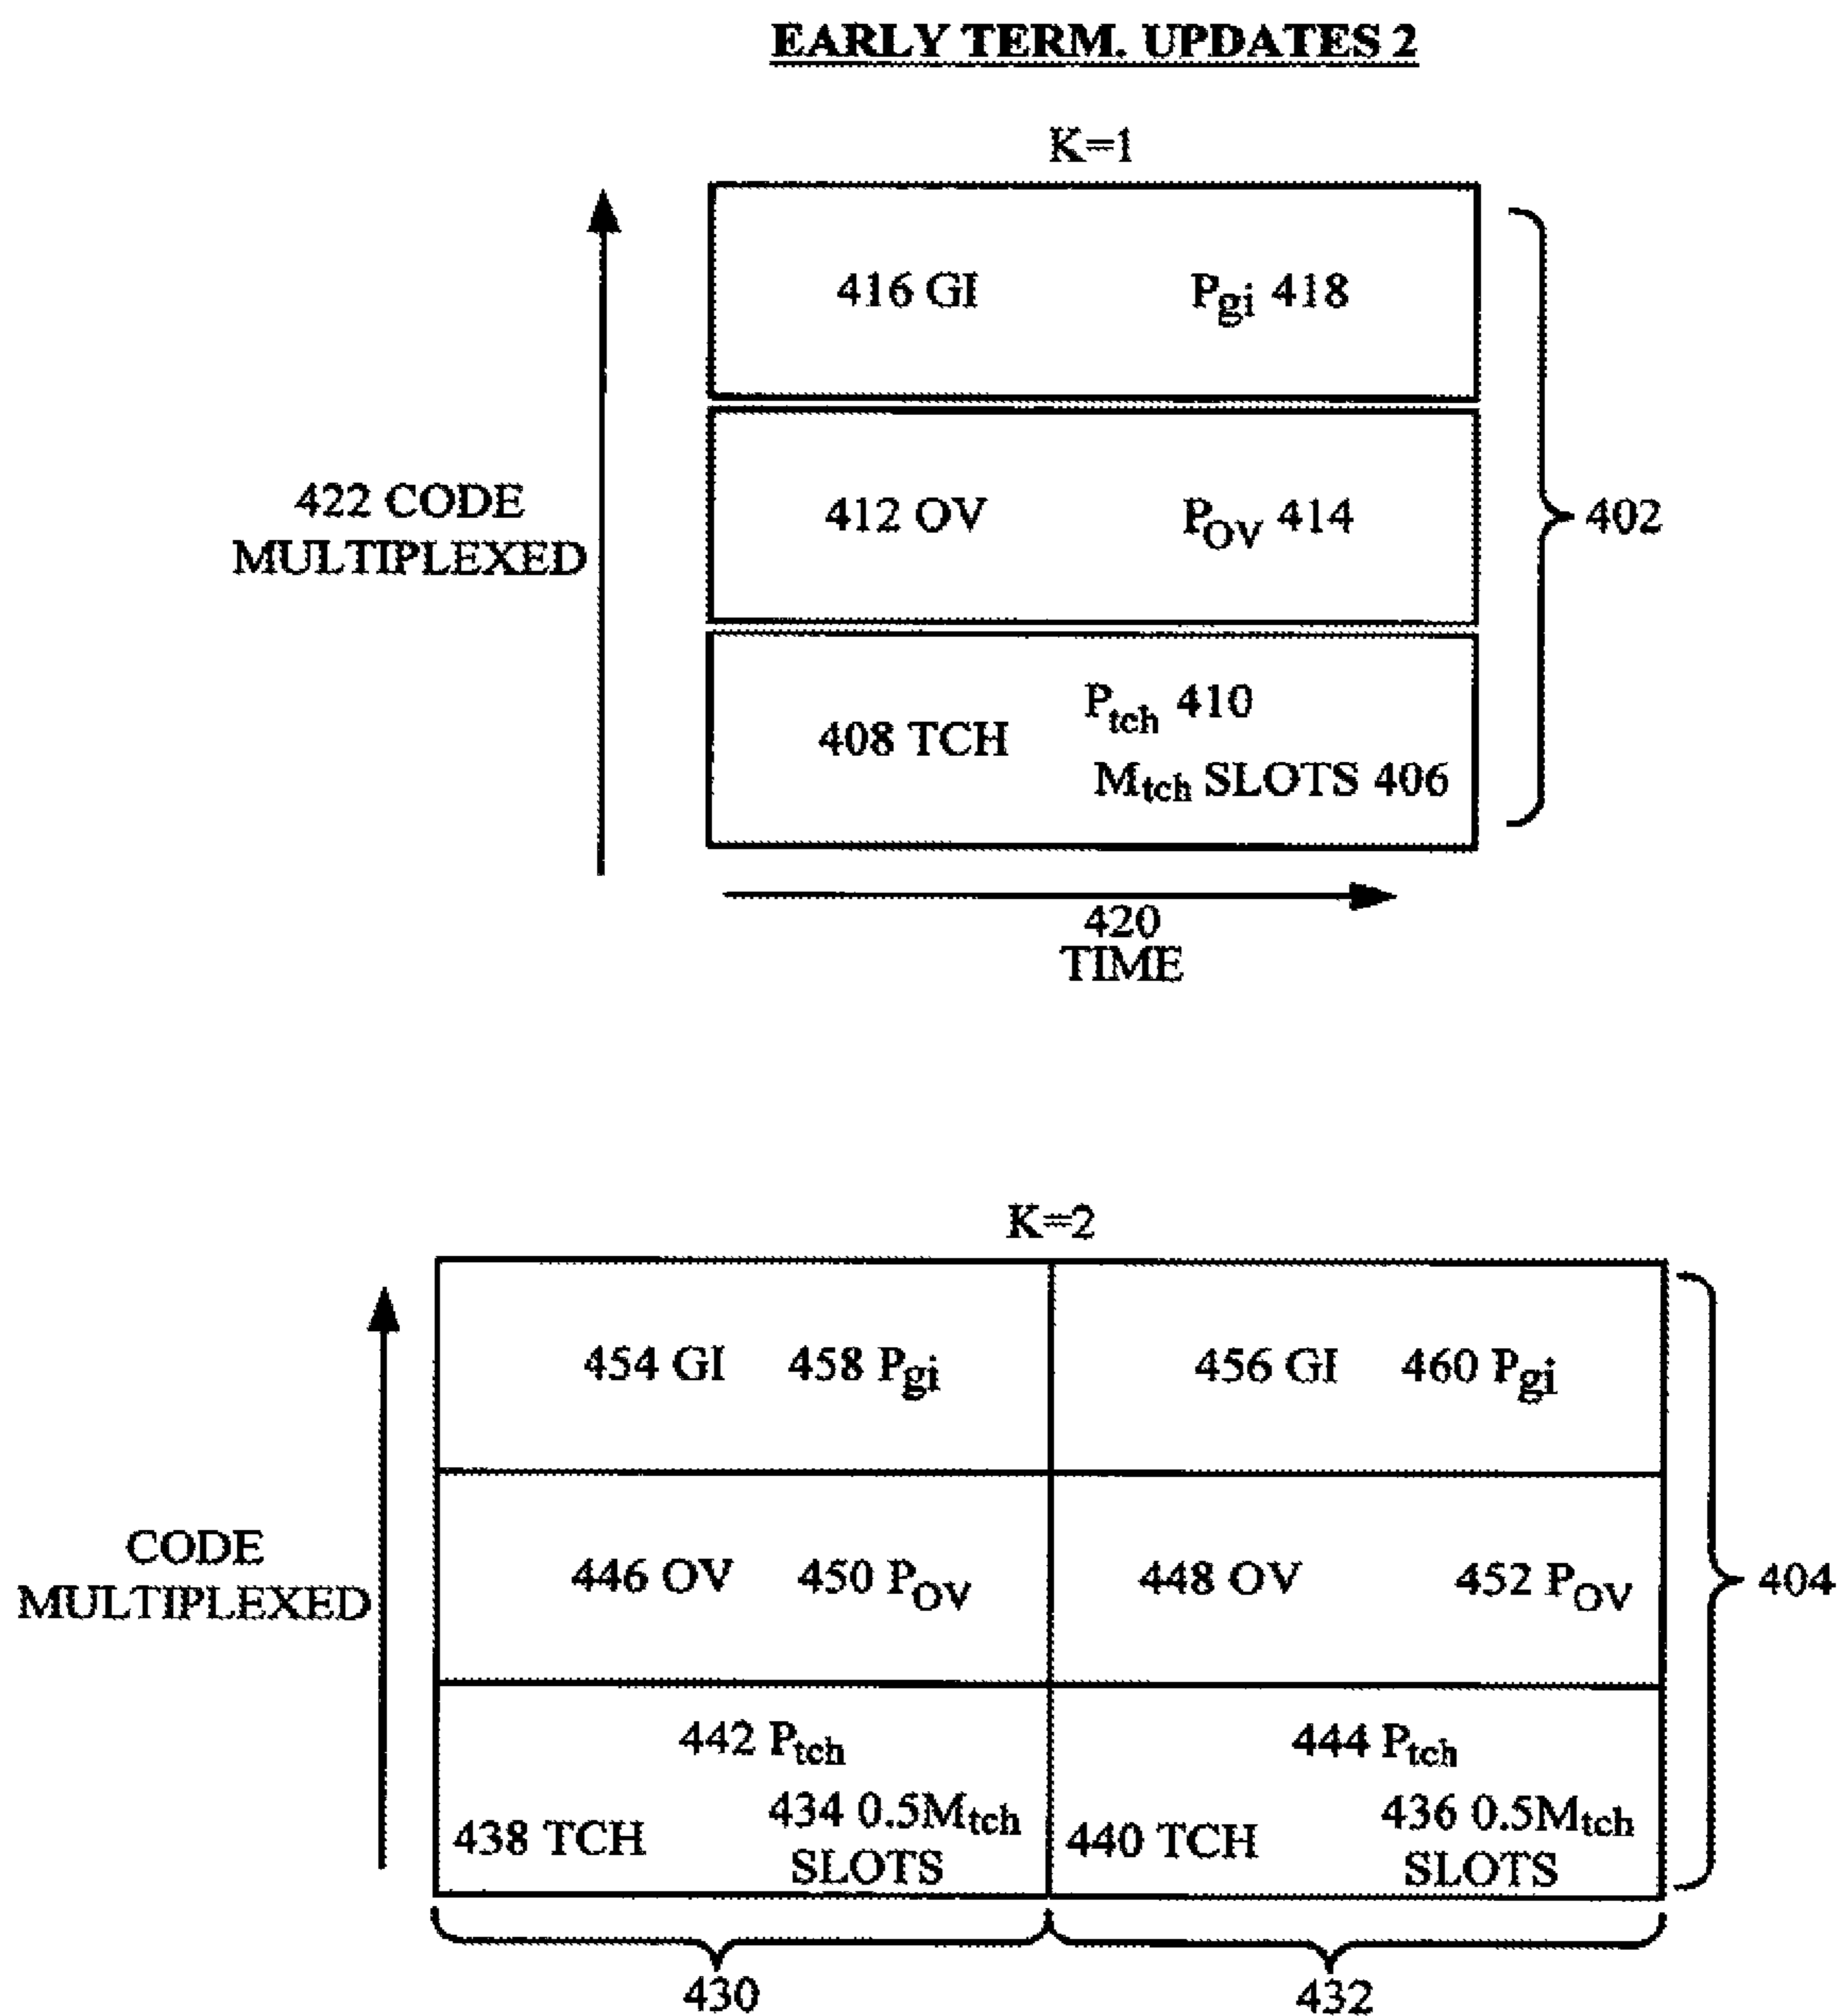 EARLY TERM. UPDATES 2
K=1
416 GI Pgi 418
412 OV POV 414
422 CODE
MULTIPLEXED
402
408 TCH
Ptch 410
Mtch SLOTS 406
420
TIME
K=2
454 GI 458 Pgi
456 GI 460 Pgi
CODE
MULTIPLEXED
446 OV 450 POV
448 OV 452 POV
404
442 Ptch
438 TCH
434 0.5Mtch
SLOTS
444 Ptch
440 TCH
436 0.5Mtch
SLOTS
430
432